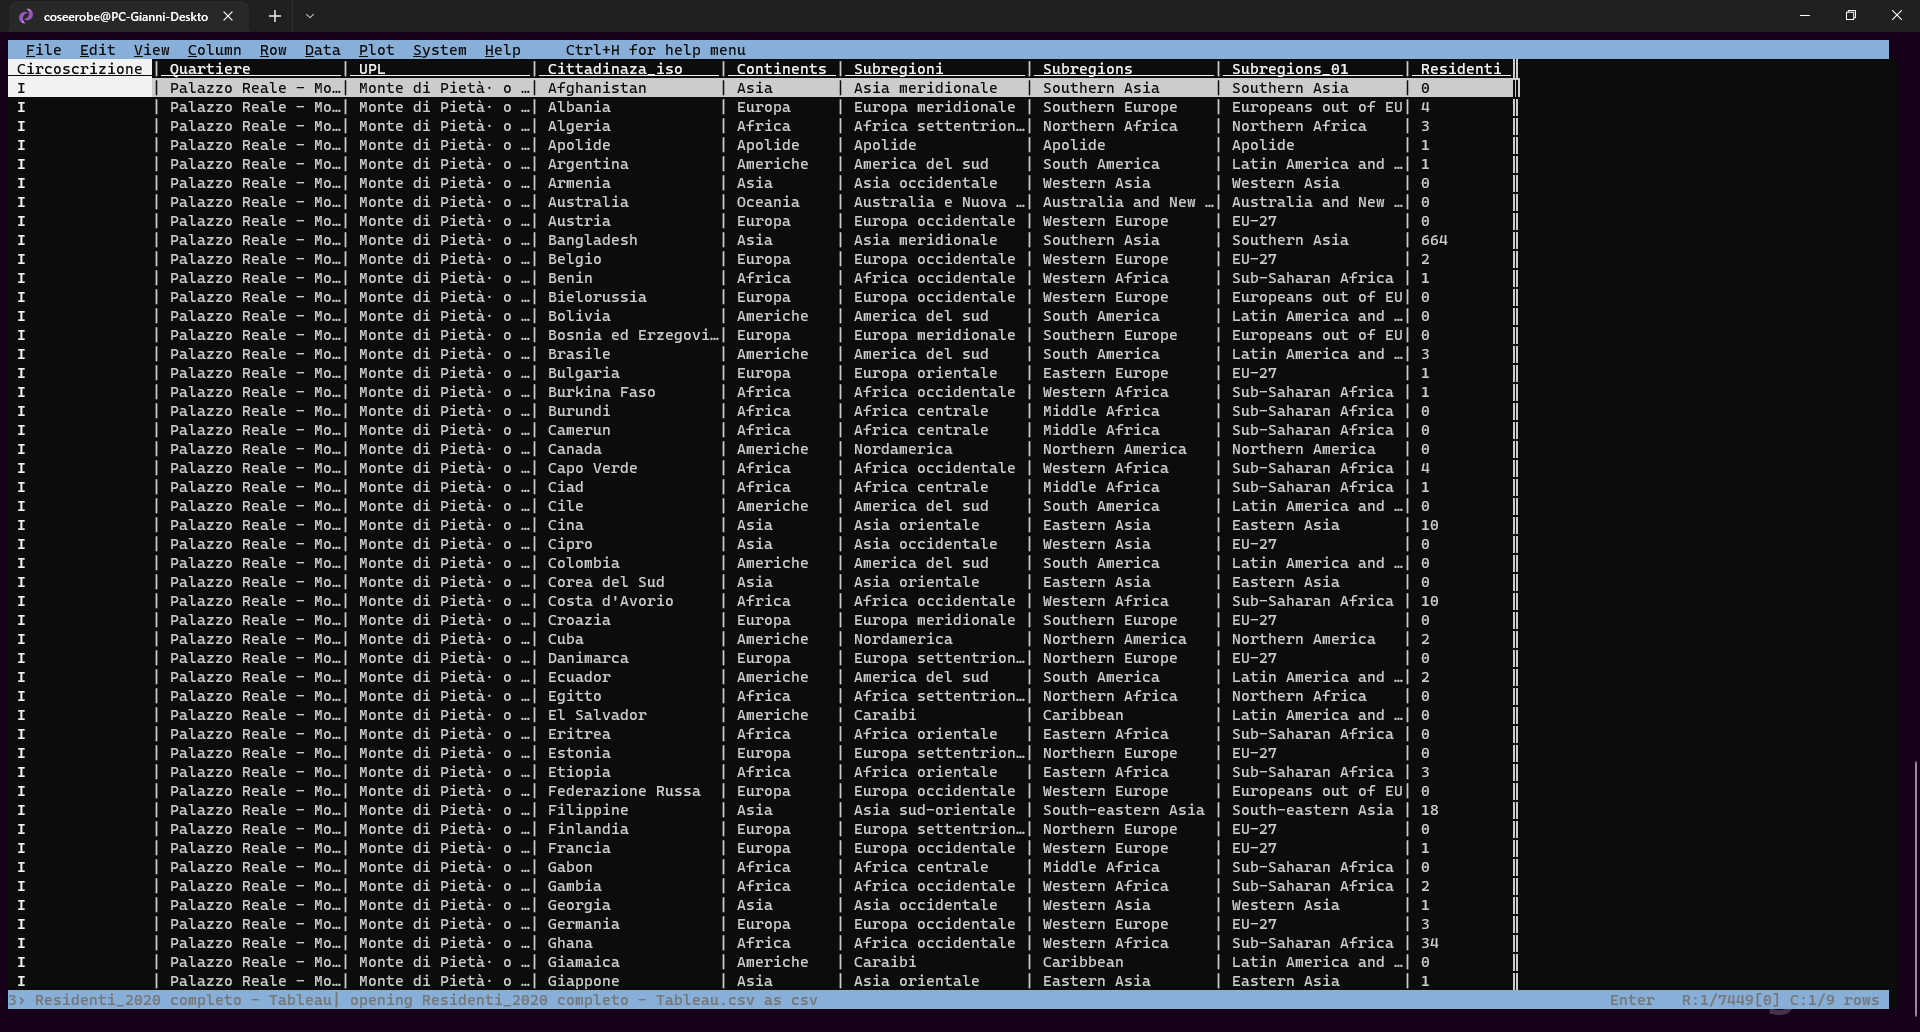 coseerobe@PC-Gianni-Deskto
File Edit View Column Row Data Plot System Help Ctrl+H for help menu
Circoscrizione | Quartiere | UPL | Cittadinaza_iso | Continents | Subregioni | Subregions | Subregions_01 | Residenti ‖
I | Palazzo Reale - Mo…| Monte di Pietà· o …| Afghanistan | Asia | Asia meridionale | Southern Asia | Southern Asia | 0 ‖
I | Palazzo Reale - Mo…| Monte di Pietà· o …| Albania | Europa | Europa meridionale | Southern Europe | Europeans out of EU| 4 ‖
I | Palazzo Reale - Mo…| Monte di Pietà· o …| Algeria | Africa | Africa settentrion…| Northern Africa | Northern Africa | 3 ‖
I | Palazzo Reale - Mo…| Monte di Pietà· o …| Apolide | Apolide | Apolide | Apolide | Apolide | 1 ‖
I | Palazzo Reale - Mo…| Monte di Pietà· o …| Argentina | Americhe | America del sud | South America | Latin America and …| 1 ‖
I | Palazzo Reale - Mo…| Monte di Pietà· o …| Armenia | Asia | Asia occidentale | Western Asia | Western Asia | 0 ‖
I | Palazzo Reale - Mo…| Monte di Pietà· o …| Australia | Oceania | Australia e Nuova …| Australia and New …| Australia and New …| 0 ‖
I | Palazzo Reale - Mo…| Monte di Pietà· o …| Austria | Europa | Europa occidentale | Western Europe | EU-27 | 0 ‖
I | Palazzo Reale - Mo…| Monte di Pietà· o …| Bangladesh | Asia | Asia meridionale | Southern Asia | Southern Asia | 664 ‖
I | Palazzo Reale - Mo…| Monte di Pietà· o …| Belgio | Europa | Europa occidentale | Western Europe | EU-27 | 2 ‖
I | Palazzo Reale - Mo…| Monte di Pietà· o …| Benin | Africa | Africa occidentale | Western Africa | Sub-Saharan Africa | 1 ‖
I | Palazzo Reale - Mo…| Monte di Pietà· o …| Bielorussia | Europa | Europa occidentale | Western Europe | Europeans out of EU| 0 ‖
I | Palazzo Reale - Mo…| Monte di Pietà· o …| Bolivia | Americhe | America del sud | South America | Latin America and …| 0 ‖
I | Palazzo Reale - Mo…| Monte di Pietà· o …| Bosnia ed Erzegovi…| Europa | Europa meridionale | Southern Europe | Europeans out of EU| 0 ‖
I | Palazzo Reale - Mo…| Monte di Pietà· o …| Brasile | Americhe | America del sud | South America | Latin America and …| 3 ‖
I | Palazzo Reale - Mo…| Monte di Pietà· o …| Bulgaria | Europa | Europa orientale | Eastern Europe | EU-27 | 1 ‖
I | Palazzo Reale - Mo…| Monte di Pietà· o …| Burkina Faso | Africa | Africa occidentale | Western Africa | Sub-Saharan Africa | 1 ‖
I | Palazzo Reale - Mo…| Monte di Pietà· o …| Burundi | Africa | Africa centrale | Middle Africa | Sub-Saharan Africa | 0 ‖
I | Palazzo Reale - Mo…| Monte di Pietà· o …| Camerun | Africa | Africa centrale | Middle Africa | Sub-Saharan Africa | 0 ‖
I | Palazzo Reale - Mo…| Monte di Pietà· o …| Canada | Americhe | Nordamerica | Northern America | Northern America | 0 ‖
I | Palazzo Reale - Mo…| Monte di Pietà· o …| Capo Verde | Africa | Africa occidentale | Western Africa | Sub-Saharan Africa | 4 ‖
I | Palazzo Reale - Mo…| Monte di Pietà· o …| Ciad | Africa | Africa centrale | Middle Africa | Sub-Saharan Africa | 1 ‖
I | Palazzo Reale - Mo…| Monte di Pietà· o …| Cile | Americhe | America del sud | South America | Latin America and …| 0 ‖
I | Palazzo Reale - Mo…| Monte di Pietà· o …| Cina | Asia | Asia orientale | Eastern Asia | Eastern Asia | 10 ‖
I | Palazzo Reale - Mo…| Monte di Pietà· o …| Cipro | Asia | Asia occidentale | Western Asia | EU-27 | 0 ‖
I | Palazzo Reale - Mo…| Monte di Pietà· o …| Colombia | Americhe | America del sud | South America | Latin America and …| 0 ‖
I | Palazzo Reale - Mo…| Monte di Pietà· o …| Corea del Sud | Asia | Asia orientale | Eastern Asia | Eastern Asia | 0 ‖
I | Palazzo Reale - Mo…| Monte di Pietà· o …| Costa d'Avorio | Africa | Africa occidentale | Western Africa | Sub-Saharan Africa | 10 ‖
I | Palazzo Reale - Mo…| Monte di Pietà· o …| Croazia | Europa | Europa meridionale | Southern Europe | EU-27 | 0 ‖
I | Palazzo Reale - Mo…| Monte di Pietà· o …| Cuba | Americhe | Nordamerica | Northern America | Northern America | 2 ‖
I | Palazzo Reale - Mo…| Monte di Pietà· o …| Danimarca | Europa | Europa settentrion…| Northern Europe | EU-27 | 0 ‖
I | Palazzo Reale - Mo…| Monte di Pietà· o …| Ecuador | Americhe | America del sud | South America | Latin America and …| 2 ‖
I | Palazzo Reale - Mo…| Monte di Pietà· o …| Egitto | Africa | Africa settentrion…| Northern Africa | Northern Africa | 0 ‖
I | Palazzo Reale - Mo…| Monte di Pietà· o …| El Salvador | Americhe | Caraibi | Caribbean | Latin America and …| 0 ‖
I | Palazzo Reale - Mo…| Monte di Pietà· o …| Eritrea | Africa | Africa orientale | Eastern Africa | Sub-Saharan Africa | 0 ‖
I | Palazzo Reale - Mo…| Monte di Pietà· o …| Estonia | Europa | Europa settentrion…| Northern Europe | EU-27 | 0 ‖
I | Palazzo Reale - Mo…| Monte di Pietà· o …| Etiopia | Africa | Africa orientale | Eastern Africa | Sub-Saharan Africa | 3 ‖
I | Palazzo Reale - Mo…| Monte di Pietà· o …| Federazione Russa | Europa | Europa occidentale | Western Europe | Europeans out of EU| 0 ‖
I | Palazzo Reale - Mo…| Monte di Pietà· o …| Filippine | Asia | Asia sud-orientale | South-eastern Asia | South-eastern Asia | 18 ‖
I | Palazzo Reale - Mo…| Monte di Pietà· o …| Finlandia | Europa | Europa settentrion…| Northern Europe | EU-27 | 0 ‖
I | Palazzo Reale - Mo…| Monte di Pietà· o …| Francia | Europa | Europa occidentale | Western Europe | EU-27 | 1 ‖
I | Palazzo Reale - Mo…| Monte di Pietà· o …| Gabon | Africa | Africa centrale | Middle Africa | Sub-Saharan Africa | 0 ‖
I | Palazzo Reale - Mo…| Monte di Pietà· o …| Gambia | Africa | Africa occidentale | Western Africa | Sub-Saharan Africa | 2 ‖
I | Palazzo Reale - Mo…| Monte di Pietà· o …| Georgia | Asia | Asia occidentale | Western Asia | Western Asia | 1 ‖
I | Palazzo Reale - Mo…| Monte di Pietà· o …| Germania | Europa | Europa occidentale | Western Europe | EU-27 | 3 ‖
I | Palazzo Reale - Mo…| Monte di Pietà· o …| Ghana | Africa | Africa occidentale | Western Africa | Sub-Saharan Africa | 34 ‖
I | Palazzo Reale - Mo…| Monte di Pietà· o …| Giamaica | Americhe | Caraibi | Caribbean | Latin America and …| 0 ‖
I | Palazzo Reale - Mo…| Monte di Pietà· o …| Giappone | Asia | Asia orientale | Eastern Asia | Eastern Asia | 1 ‖
3› Residenti_2020 completo - Tableau| opening Residenti_2020 completo - Tableau.csv as csv Enter R:1/7449[0] C:1/9 rows